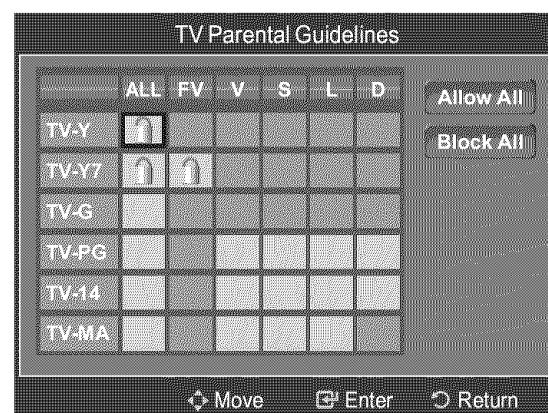 TV Parental Guidelines
ALL FV V S L D
Allow All
TV-Y
Block All
TV-Y7
TV-G
TV-PG
TV-14
TV-MA
Move Enter Return